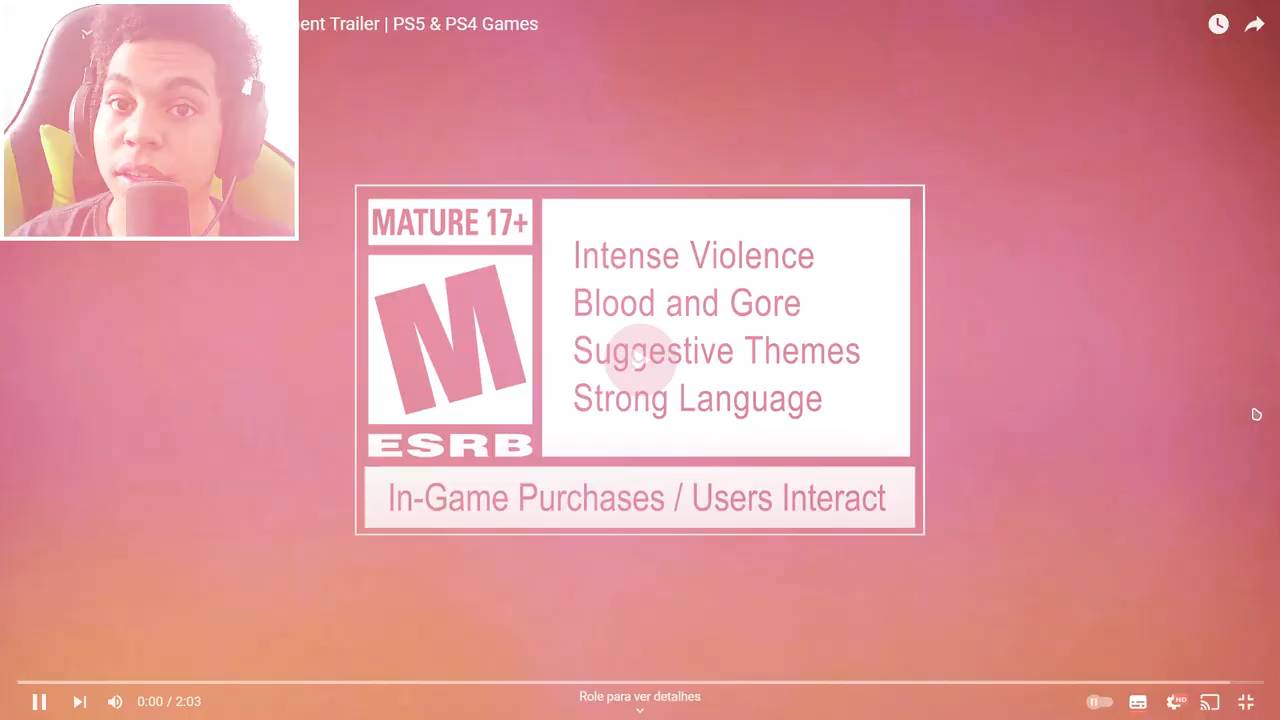 ent Trailer | PS5 & PS4 Games
MATURE 17+
M
ESRB
Intense Violence
Blood and Gore
Suggestive Themes
Strong Language
In-Game Purchases / Users Interact
0:00 / 2:03
Role para ver detalhes
HD